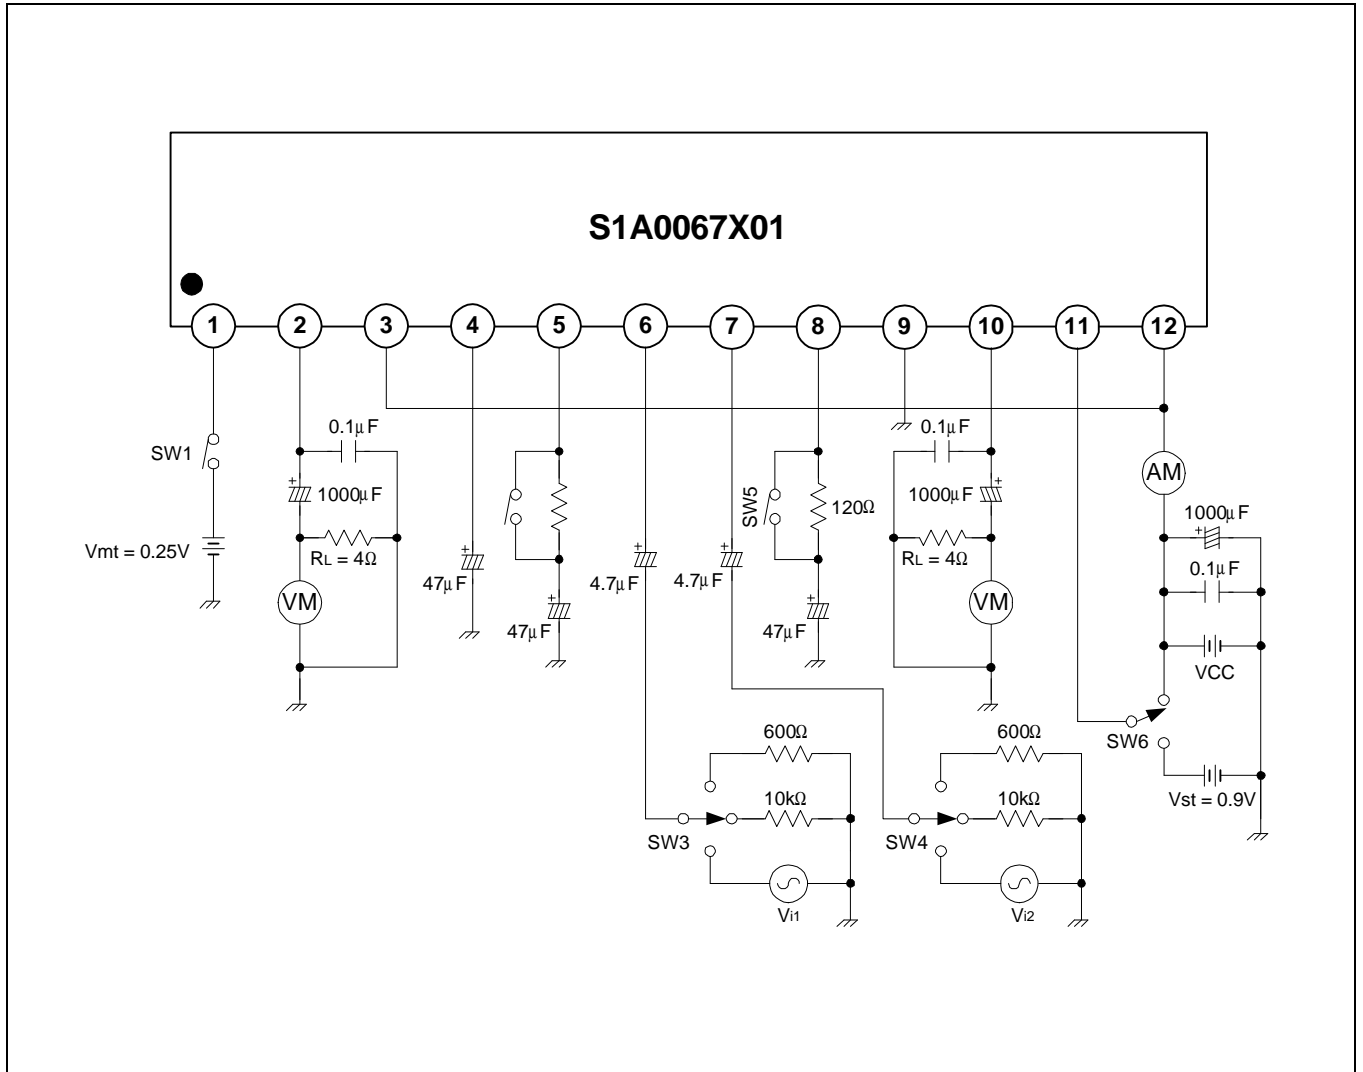 S1A0067X01
1 2 3 4 5 6 7 8 9 10 11 12
SW1
Vmt = 0.25V
0.1μF
1000μF
RL = 4Ω
VM
47μF
47μF
4.7μF
4.7μF
SW5
120Ω
47μF
0.1μF
1000μF
RL = 4Ω
VM
AM
1000μF
0.1μF
VCC
SW6
Vst = 0.9V
600Ω
10kΩ
SW3
Vi1
600Ω
10kΩ
SW4
Vi2